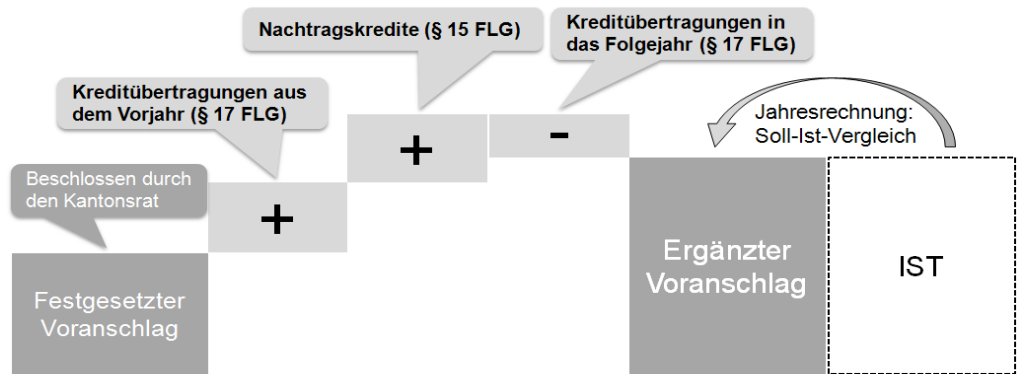 Nachtragskredite (§ 15 FLG)
Kreditübertragungen in
das Folgejahr (§ 17 FLG)
Kreditübertragungen aus
dem Vorjahr (§ 17 FLG)
Jahresrechnung:
Soll-Ist-Vergleich
Beschlossen durch
den Kantonsrat
+
+
-
Festgesetzter
Voranschlag
Ergänzter
Voranschlag
IST